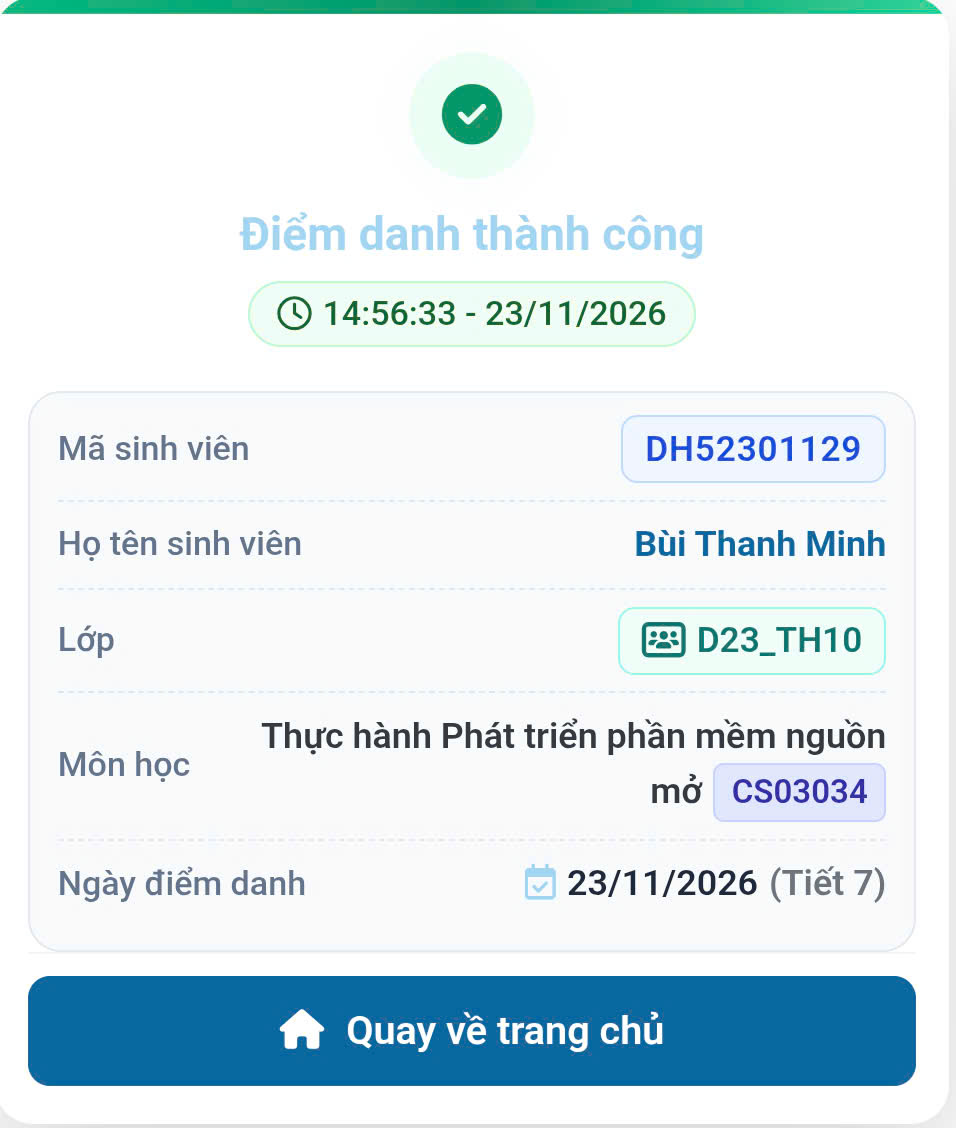 Điểm danh thành công
14:56:33 - 23/11/2026
Mã sinh viên DH52301129
Họ tên sinh viên Bùi Thanh Minh
Lớp D23_TH10
Môn học Thực hành Phát triển phần mềm nguồn
mở CS03034
Ngày điểm danh 23/11/2026 (Tiết 7)
Quay về trang chủ